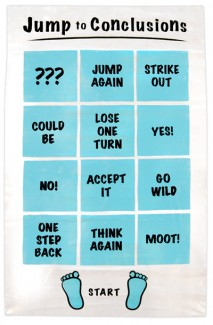 Jump to Conclusions
???
JUMP
AGAIN
STRIKE
OUT
COULD
BE
LOSE
ONE
TURN
YES!
NO!
ACCEPT
IT
GO
WILD
ONE
STEP
BACK
THINK
AGAIN
MOOT!
START